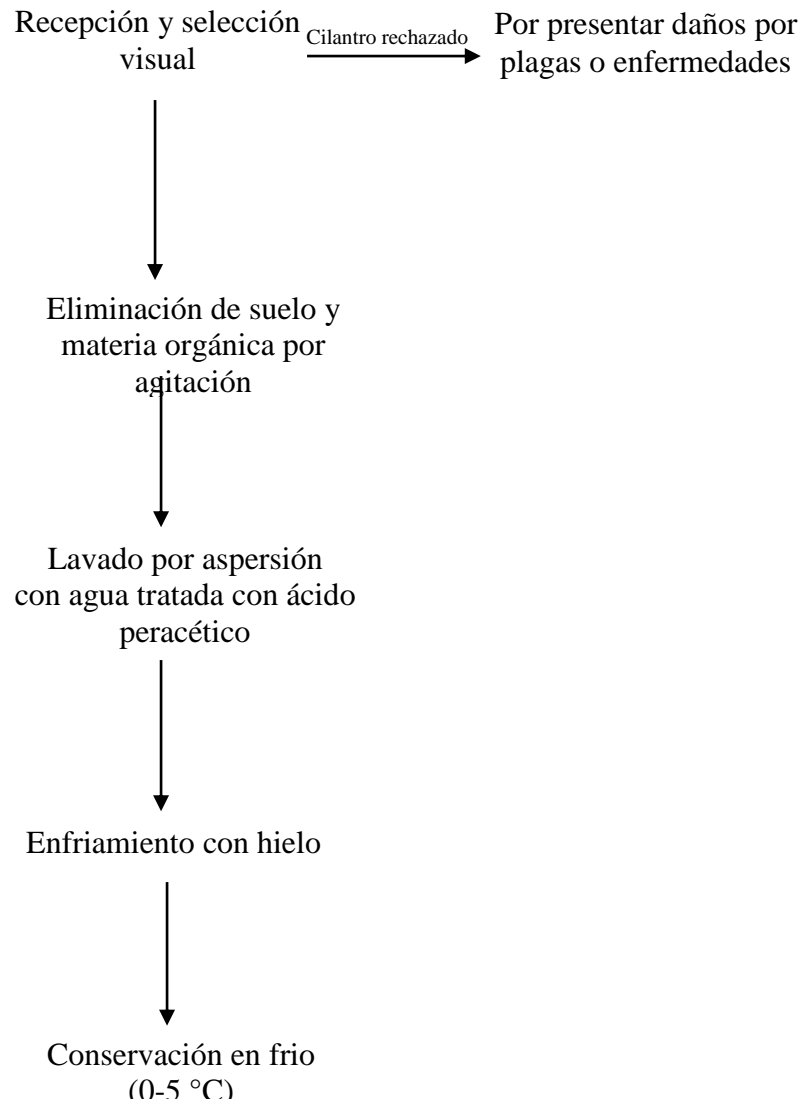 Recepción y selección
visual
Cilantro rechazado
Por presentar daños por
plagas o enfermedades
Eliminación de suelo y
materia orgánica por
agitación
Lavado por aspersión
con agua tratada con ácido
peracético
Enfriamiento con hielo
Conservación en frio
(0-5 °C)